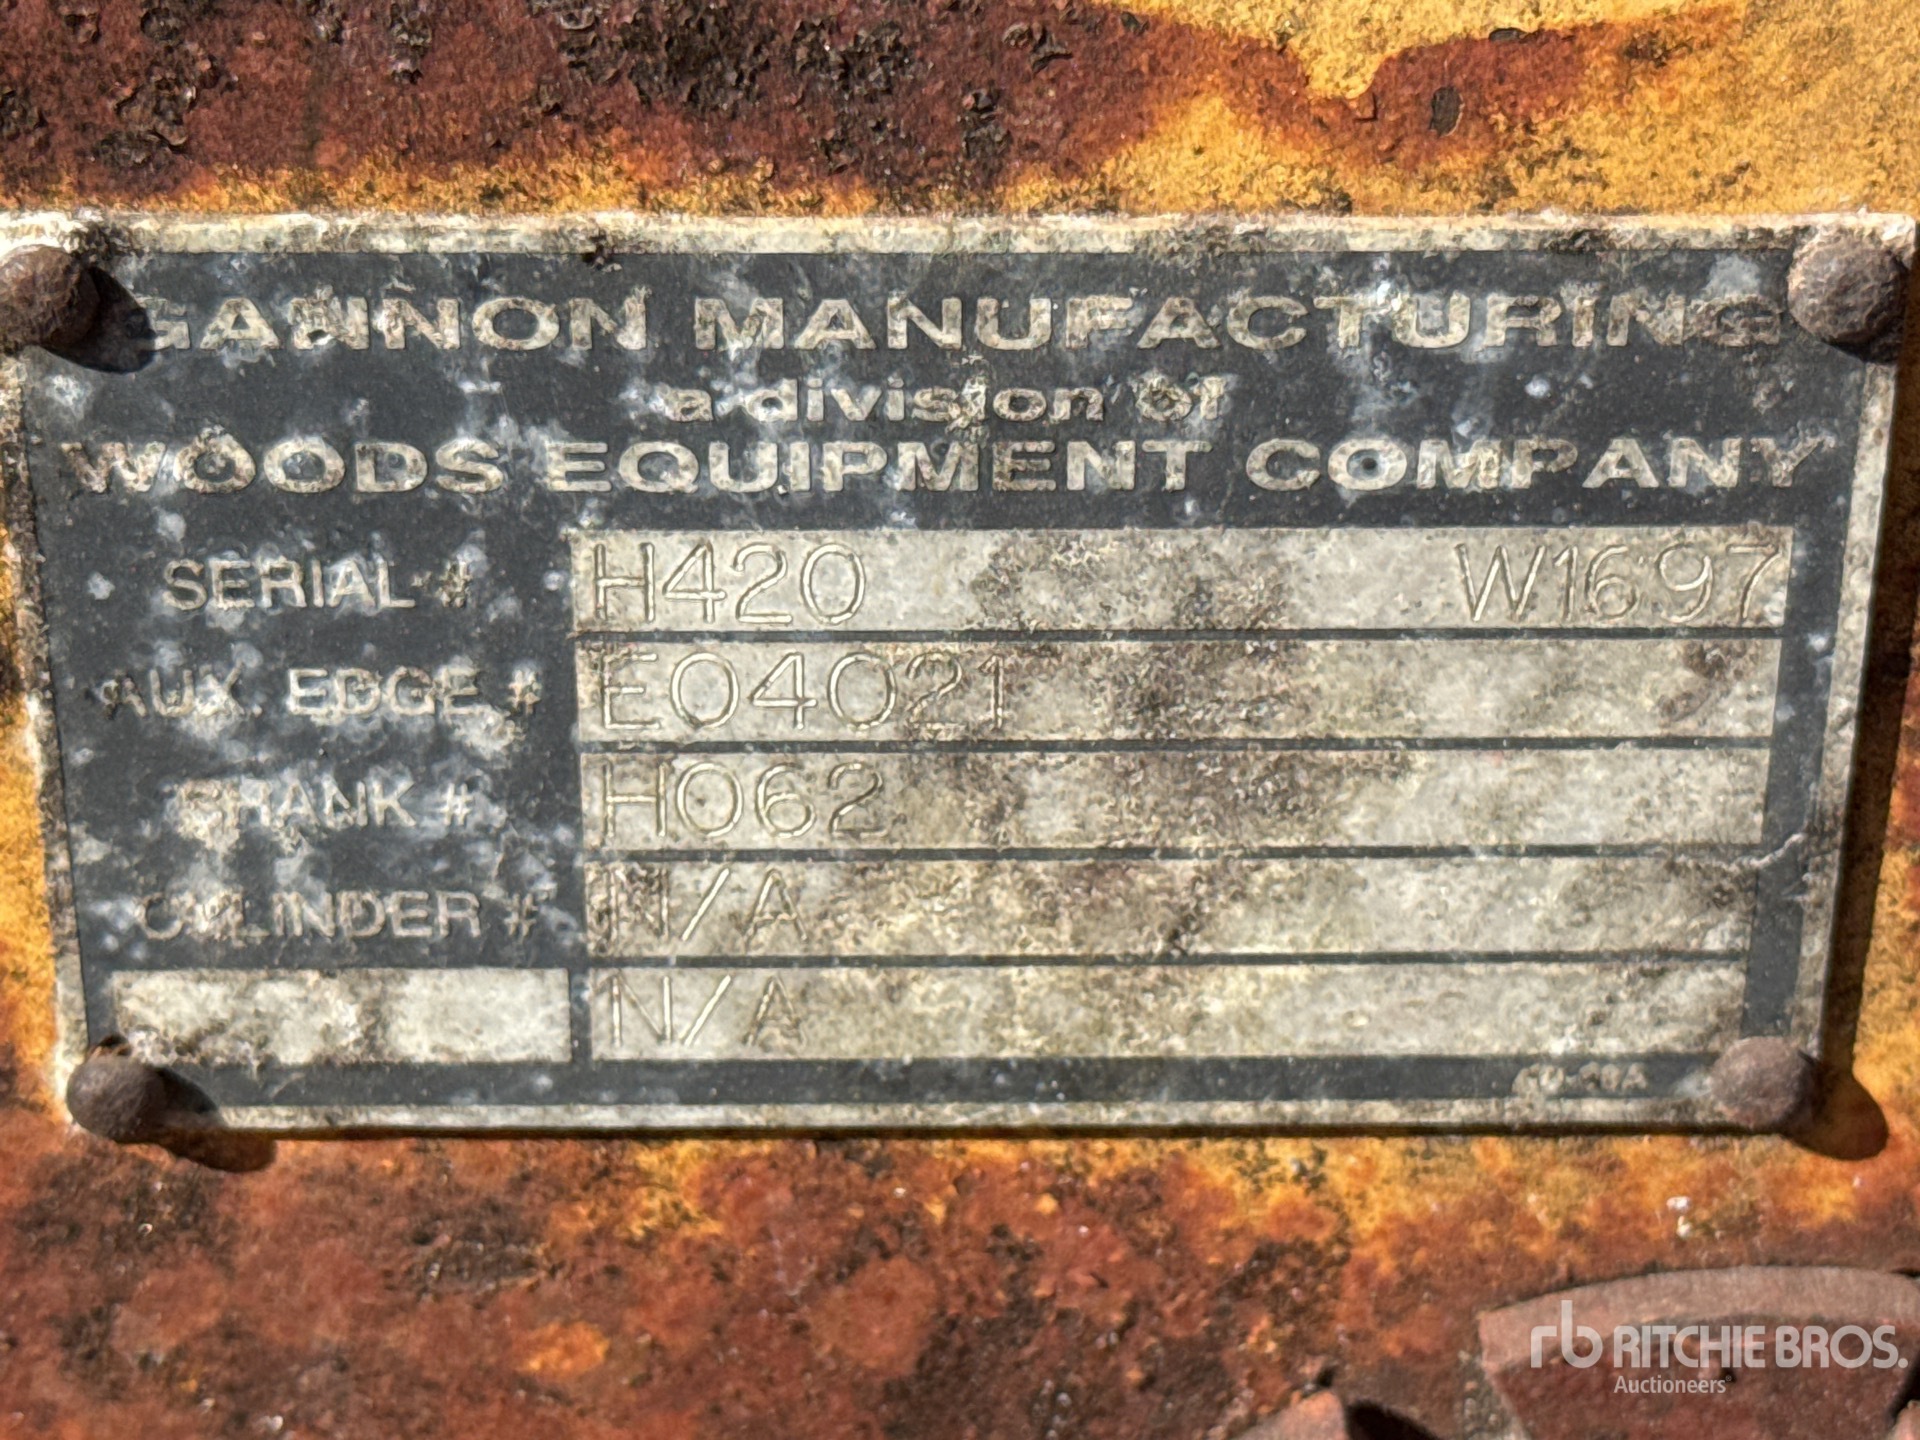 GANNON MANUFACTURING
a division of
WOODS EQUIPMENT COMPANY
SERIAL # H420 W1697
AUX. EDGE # E04021
SHANK # H062
CYLINDER # N/A
N/A
rb RITCHIE BROS.
Auctioneers